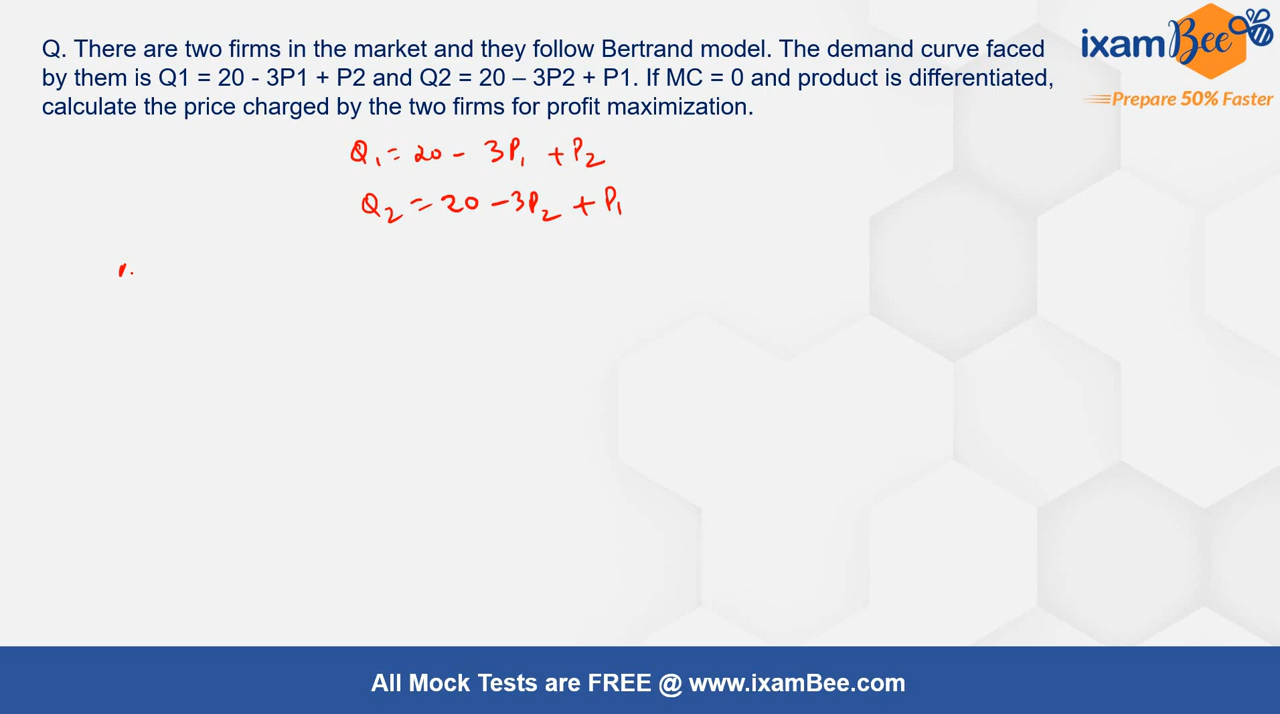 Q. There are two firms in the market and they follow Bertrand model. The demand curve faced
by them is Q1 = 20 - 3P1 + P2 and Q2 = 20 – 3P2 + P1. If MC = 0 and product is differentiated,
calculate the price charged by the two firms for profit maximization.
ixamBee
Prepare 50% Faster
Q₁ = 20 - 3P₁ + P₂
Q₂ = 20 - 3P₂ + P₁
All Mock Tests are FREE @ www.ixamBee.com